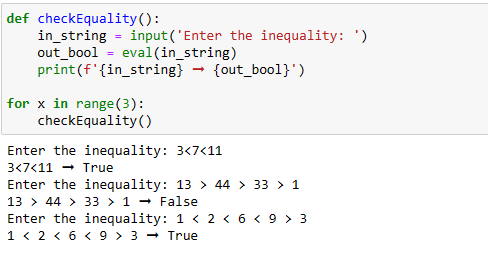 def checkEquality():
    in_string = input('Enter the inequality: ')
    out_bool = eval(in_string)
    print(f'{in_string} → {out_bool}')

for x in range(3):
    checkEquality()
Enter the inequality: 3<7<11
3<7<11 → True
Enter the inequality: 13 > 44 > 33 > 1
13 > 44 > 33 > 1 → False
Enter the inequality: 1 < 2 < 6 < 9 > 3
1 < 2 < 6 < 9 > 3 → True